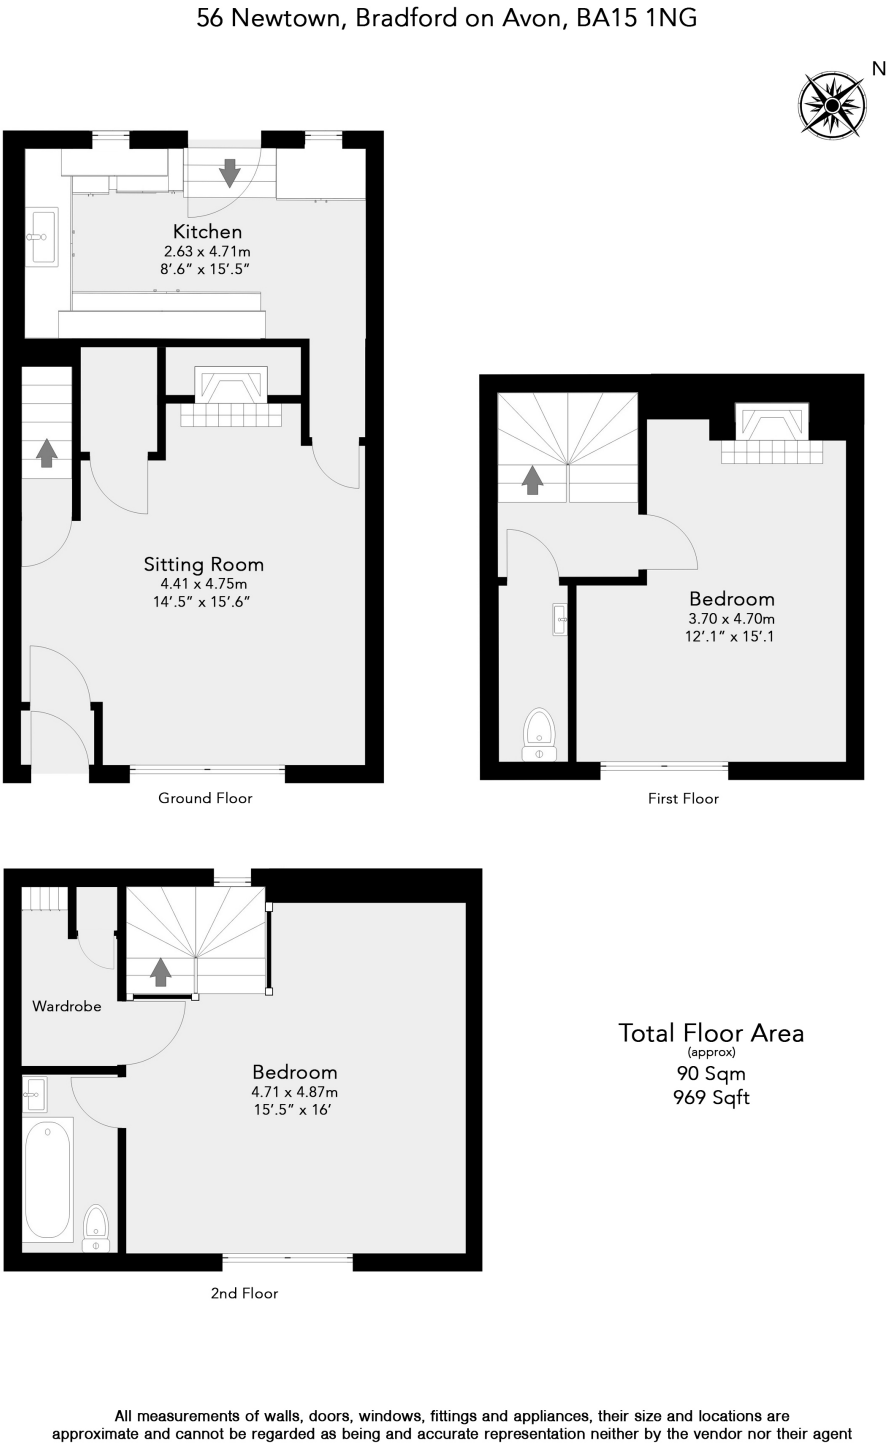 56 Newtown, Bradford on Avon, BA15 1NG
N
Kitchen
2.63 x 4.71m
8'.6” x 15'.5”
Sitting Room
4.41 x 4.75m
14'.5” x 15'.6”
Ground Floor
Bedroom
3.70 x 4.70m
12'.1” x 15'.1
First Floor
Wardrobe
Bedroom
4.71 x 4.87m
15'.5” x 16'
2nd Floor
Total Floor Area
(approx)
90 Sqm
969 Sqft
All measurements of walls, doors, windows, fittings and appliances, their size and locations are
approximate and cannot be regarded as being and accurate representation neither by the vendor nor their agent